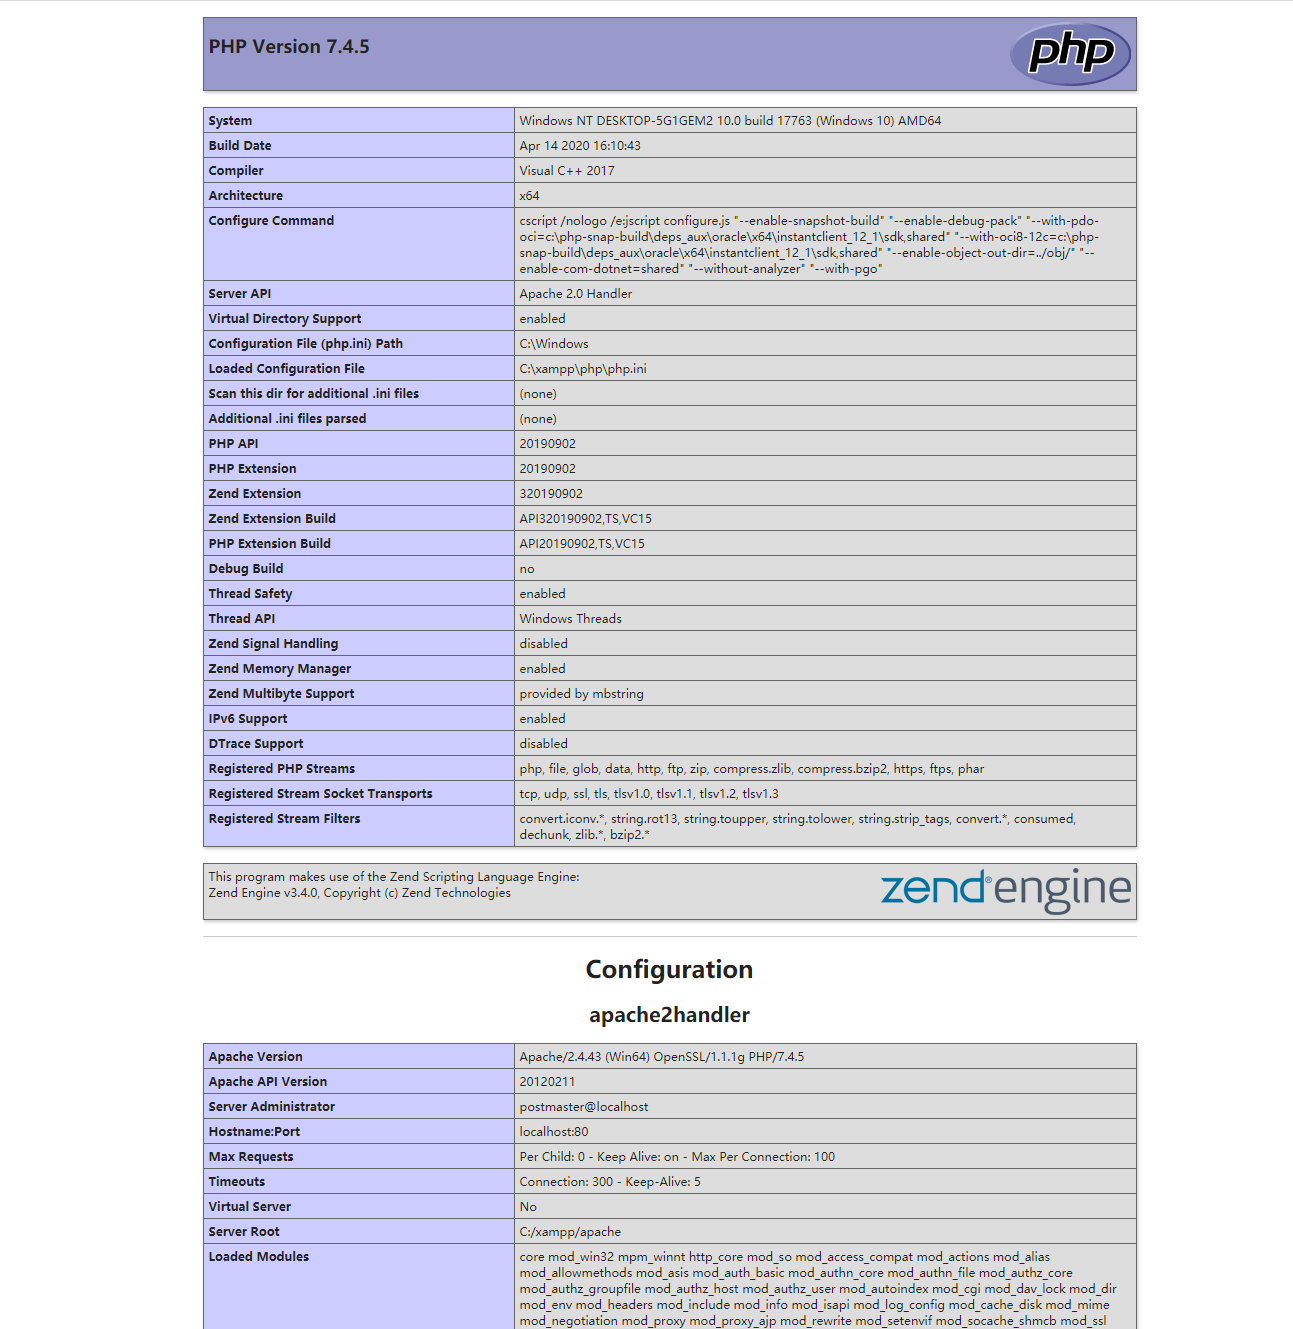 PHP Version 7.4.5
php
System Windows NT DESKTOP-5G1GEM2 10.0 build 17763 (Windows 10) AMD64
Build Date Apr 14 2020 16:10:43
Compiler Visual C++ 2017
Architecture x64
Configure Command cscript /nologo /e:jscript configure.js "--enable-snapshot-build" "--enable-debug-pack" "--with-pdo-
oci=c:\php-snap-build\deps_aux\oracle\x64\instantclient_12_1\sdk,shared" "--with-oci8-12c=c:\php-
snap-build\deps_aux\oracle\x64\instantclient_12_1\sdk,shared" "--enable-object-out-dir=../obj/" "--
enable-com-dotnet=shared" "--without-analyzer" "--with-pgo"
Server API Apache 2.0 Handler
Virtual Directory Support enabled
Configuration File (php.ini) Path C:\Windows
Loaded Configuration File C:\xampp\php\php.ini
Scan this dir for additional .ini files (none)
Additional .ini files parsed (none)
PHP API 20190902
PHP Extension 20190902
Zend Extension 320190902
Zend Extension Build API320190902,TS,VC15
PHP Extension Build API20190902,TS,VC15
Debug Build no
Thread Safety enabled
Thread API Windows Threads
Zend Signal Handling disabled
Zend Memory Manager enabled
Zend Multibyte Support provided by mbstring
IPv6 Support enabled
DTrace Support disabled
Registered PHP Streams php, file, glob, data, http, ftp, zip, compress.zlib, compress.bzip2, https, ftps, phar
Registered Stream Socket Transports tcp, udp, ssl, tls, tlsv1.0, tlsv1.1, tlsv1.2, tlsv1.3
Registered Stream Filters convert.iconv.*, string.rot13, string.toupper, string.tolower, string.strip_tags, convert.*, consumed,
dechunk, zlib.*, bzip2.*
This program makes use of the Zend Scripting Language Engine:
Zend Engine v3.4.0, Copyright (c) Zend Technologies
zend® engine
Configuration
apache2handler
Apache Version Apache/2.4.43 (Win64) OpenSSL/1.1.1g PHP/7.4.5
Apache API Version 20120211
Server Administrator postmaster@localhost
Hostname:Port localhost:80
Max Requests Per Child: 0 - Keep Alive: on - Max Per Connection: 100
Timeouts Connection: 300 - Keep-Alive: 5
Virtual Server No
Server Root C:/xampp/apache
Loaded Modules core mod_win32 mpm_winnt http_core mod_so mod_access_compat mod_actions mod_alias
mod_allowmethods mod_asis mod_auth_basic mod_authn_core mod_authn_file mod_authz_core
mod_authz_groupfile mod_authz_host mod_authz_user mod_autoindex mod_cgi mod_dav_lock mod_dir
mod_env mod_headers mod_include mod_info mod_isapi mod_log_config mod_cache_disk mod_mime
mod_negotiation mod_proxy mod_proxy_ajp mod_rewrite mod_setenvif mod_socache_shmcb mod_ssl